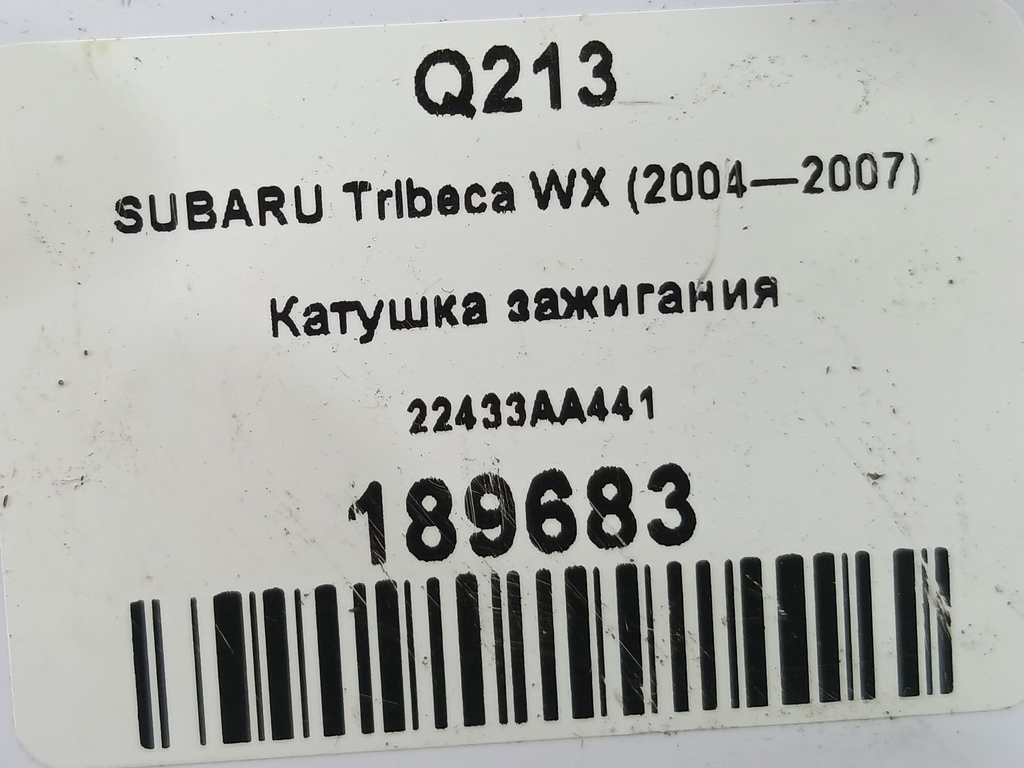 Q213
SUBARU Tribeca WX (2004—2007)
Катушка зажигания
22433AA441
189683